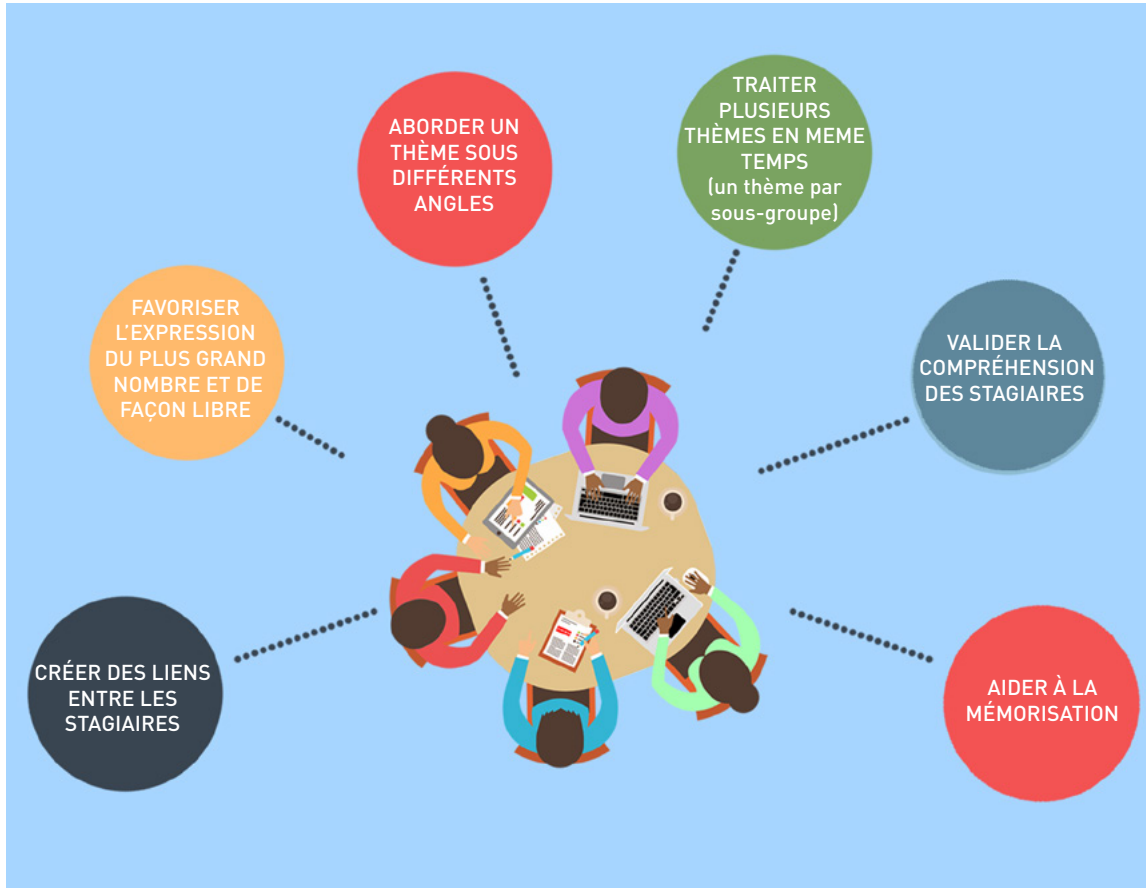 TRAITER
PLUSIEURS
THÈMES EN MEME
TEMPS
(un thème par
sous-groupe)
ABORDER UN
THÈME SOUS
DIFFÉRENTS
ANGLES
FAVORISER
L'EXPRESSION
DU PLUS GRAND
NOMBRE ET DE
FAÇON LIBRE
VALIDER LA
COMPRÉHENSION
DES STAGIAIRES
CRÉER DES LIENS
ENTRE LES
STAGIAIRES
AIDER À LA
MÉMORISATION